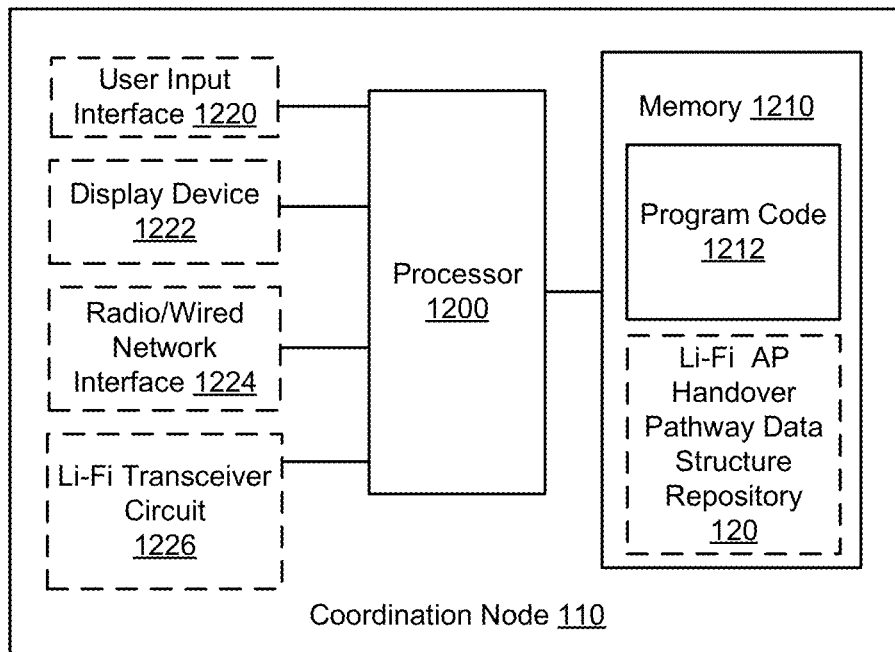 User Input
Interface 1220
Display Device
1222
Radio/Wired
Network
Interface 1224
Li-Fi Transceiver
Circuit
1226
Processor
1200
Memory 1210
Program Code
1212
Li-Fi AP
Handover
Pathway Data
Structure
Repository
120
Coordination Node 110